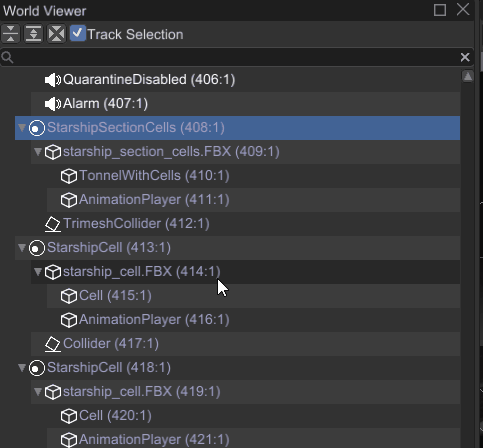 World Viewer
Track Selection
QuarantineDisabled (406:1)
Alarm (407:1)
StarshipSectionCells (408:1)
starship_section_cells.FBX (409:1)
TonnelWithCells (410:1)
AnimationPlayer (411:1)
TrimeshCollider (412:1)
StarshipCell (413:1)
starship_cell.FBX (414:1)
Cell (415:1)
AnimationPlayer (416:1)
Collider (417:1)
StarshipCell (418:1)
starship_cell.FBX (419:1)
Cell (420:1)
AnimationPlayer (421:1)